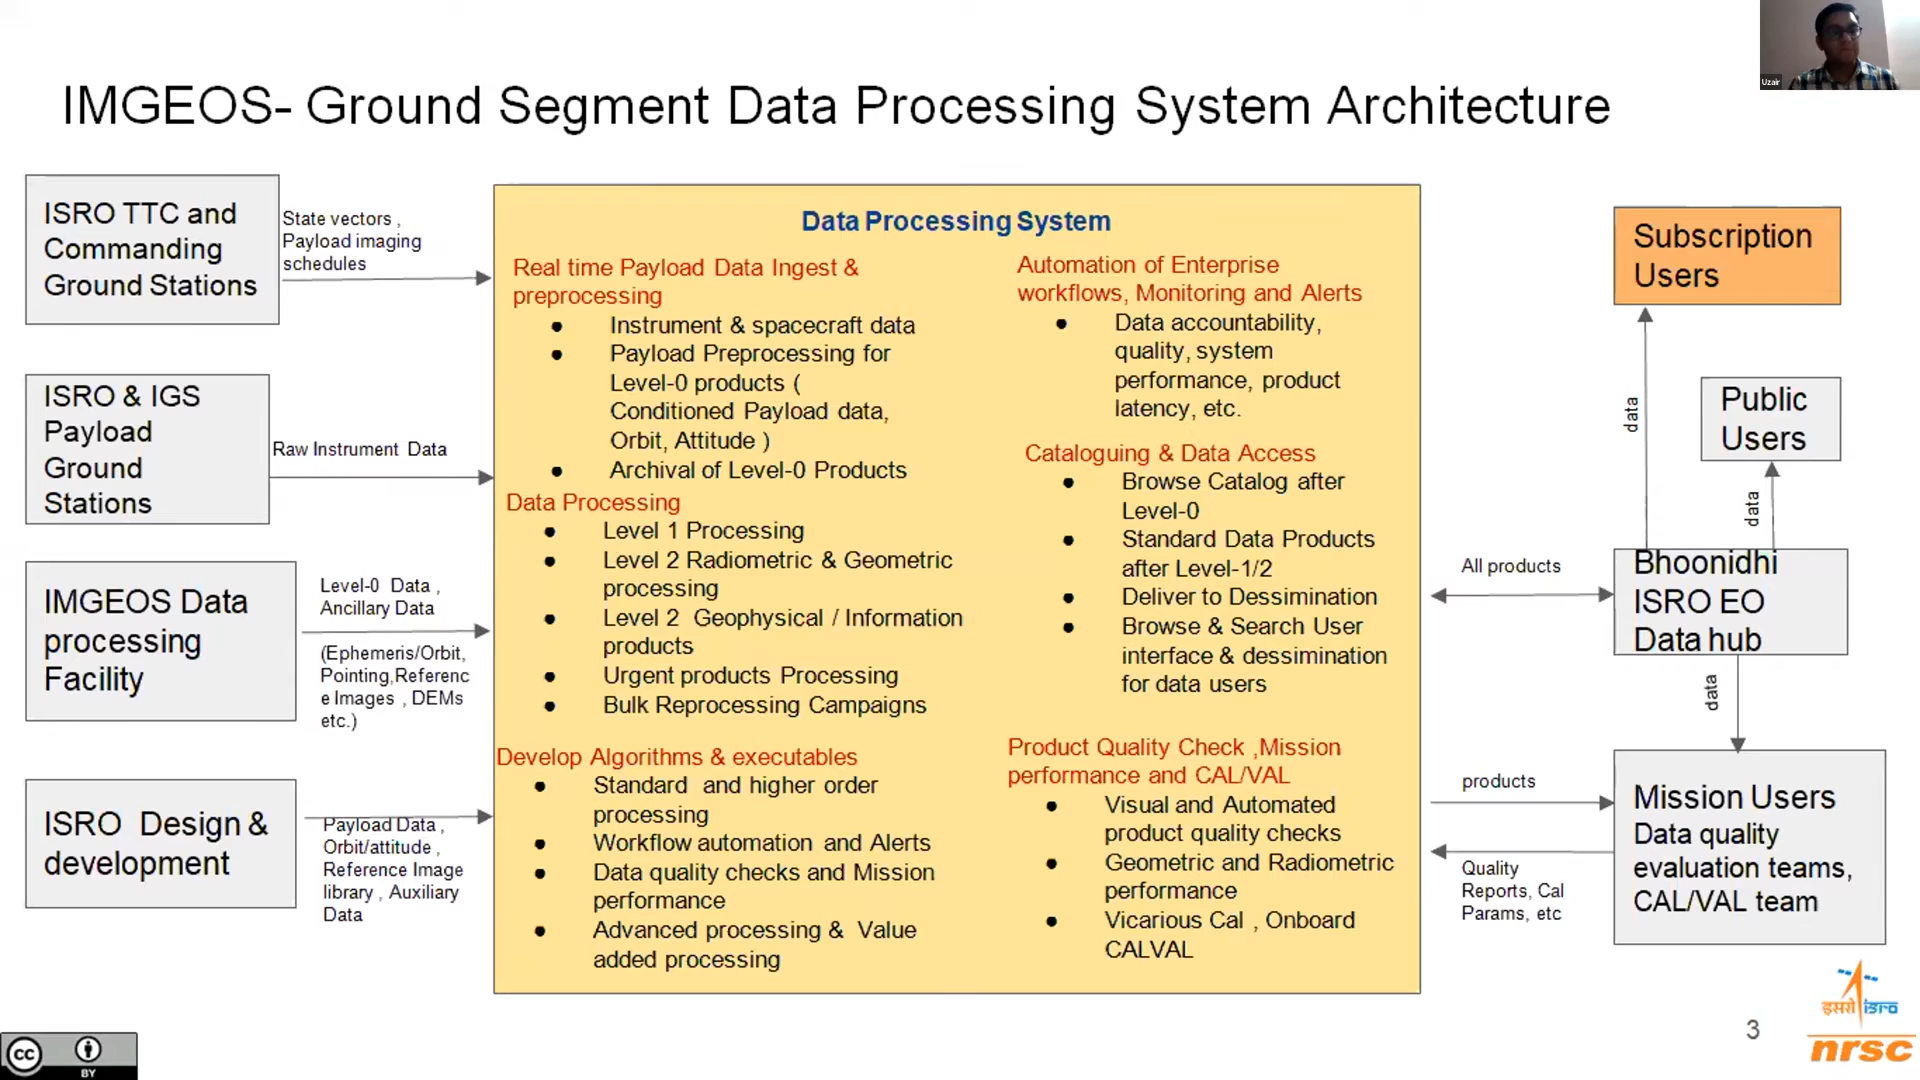 Uzair
IMGEOS- Ground Segment Data Processing System Architecture
ISRO TTC and
Commanding
Ground Stations
State vectors ,
Payload imaging
schedules
ISRO & IGS
Payload
Ground
Stations
Raw Instrument Data
IMGEOS Data
processing
Facility
Level-0 Data ,
Ancillary Data
(Ephemeris/Orbit,
Pointing,Referenc
e Images , DEMs
etc.)
ISRO Design &
development
Payload Data ,
Orbit/attitude ,
Reference Image
library , Auxiliary
Data
Data Processing System
Real time Payload Data Ingest &
preprocessing
● Instrument & spacecraft data
● Payload Preprocessing for
Level-0 products (
Conditioned Payload data,
Orbit, Attitude )
● Archival of Level-0 Products
Data Processing
● Level 1 Processing
● Level 2 Radiometric & Geometric
processing
● Level 2 Geophysical / Information
products
● Urgent products Processing
● Bulk Reprocessing Campaigns
Develop Algorithms & executables
● Standard and higher order
processing
● Workflow automation and Alerts
● Data quality checks and Mission
performance
● Advanced processing & Value
added processing
Automation of Enterprise
workflows, Monitoring and Alerts
● Data accountability,
quality, system
performance, product
latency, etc.
Cataloguing & Data Access
● Browse Catalog after
Level-0
● Standard Data Products
after Level-1/2
● Deliver to Dessimination
● Browse & Search User
interface & dessimination
for data users
Product Quality Check ,Mission
performance and CAL/VAL
● Visual and Automated
product quality checks
● Geometric and Radiometric
performance
● Vicarious Cal , Onboard
CALVAL
Subscription
Users
data
Public
Users
data
All products
Bhoonidhi
ISRO EO
Data hub
data
products
Quality
Reports, Cal
Params, etc
Mission Users
Data quality
evaluation teams,
CAL/VAL team
इसरो isro
nrsc
3
cc
BY